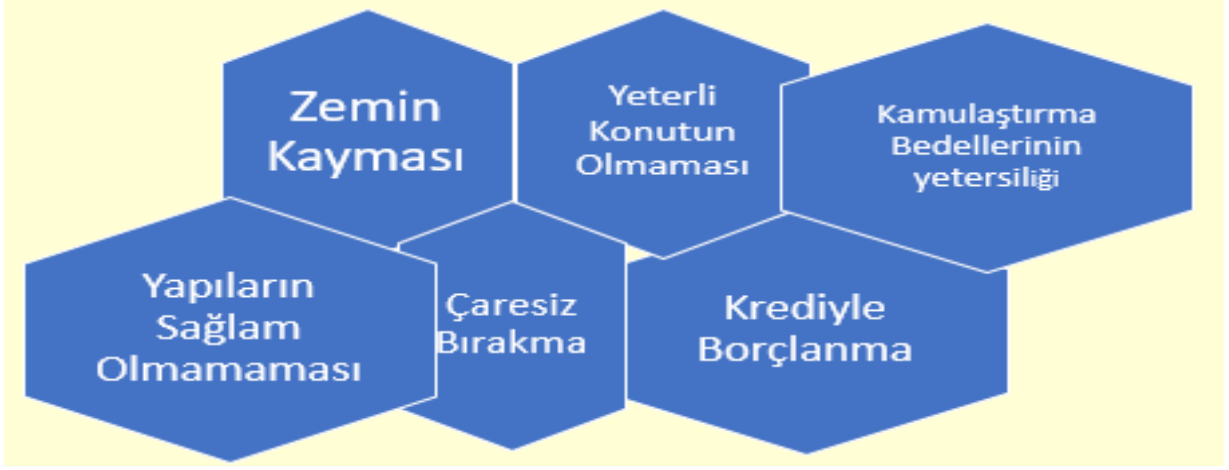 Zemin
Kayması
Yeterli
Konutun
Olmaması
Kamulaştırma
Bedellerinin
yetersiliği
Yapıların
Sağlam
Olmamaması
Çaresiz
Bırakma
Krediyle
Borçlanma